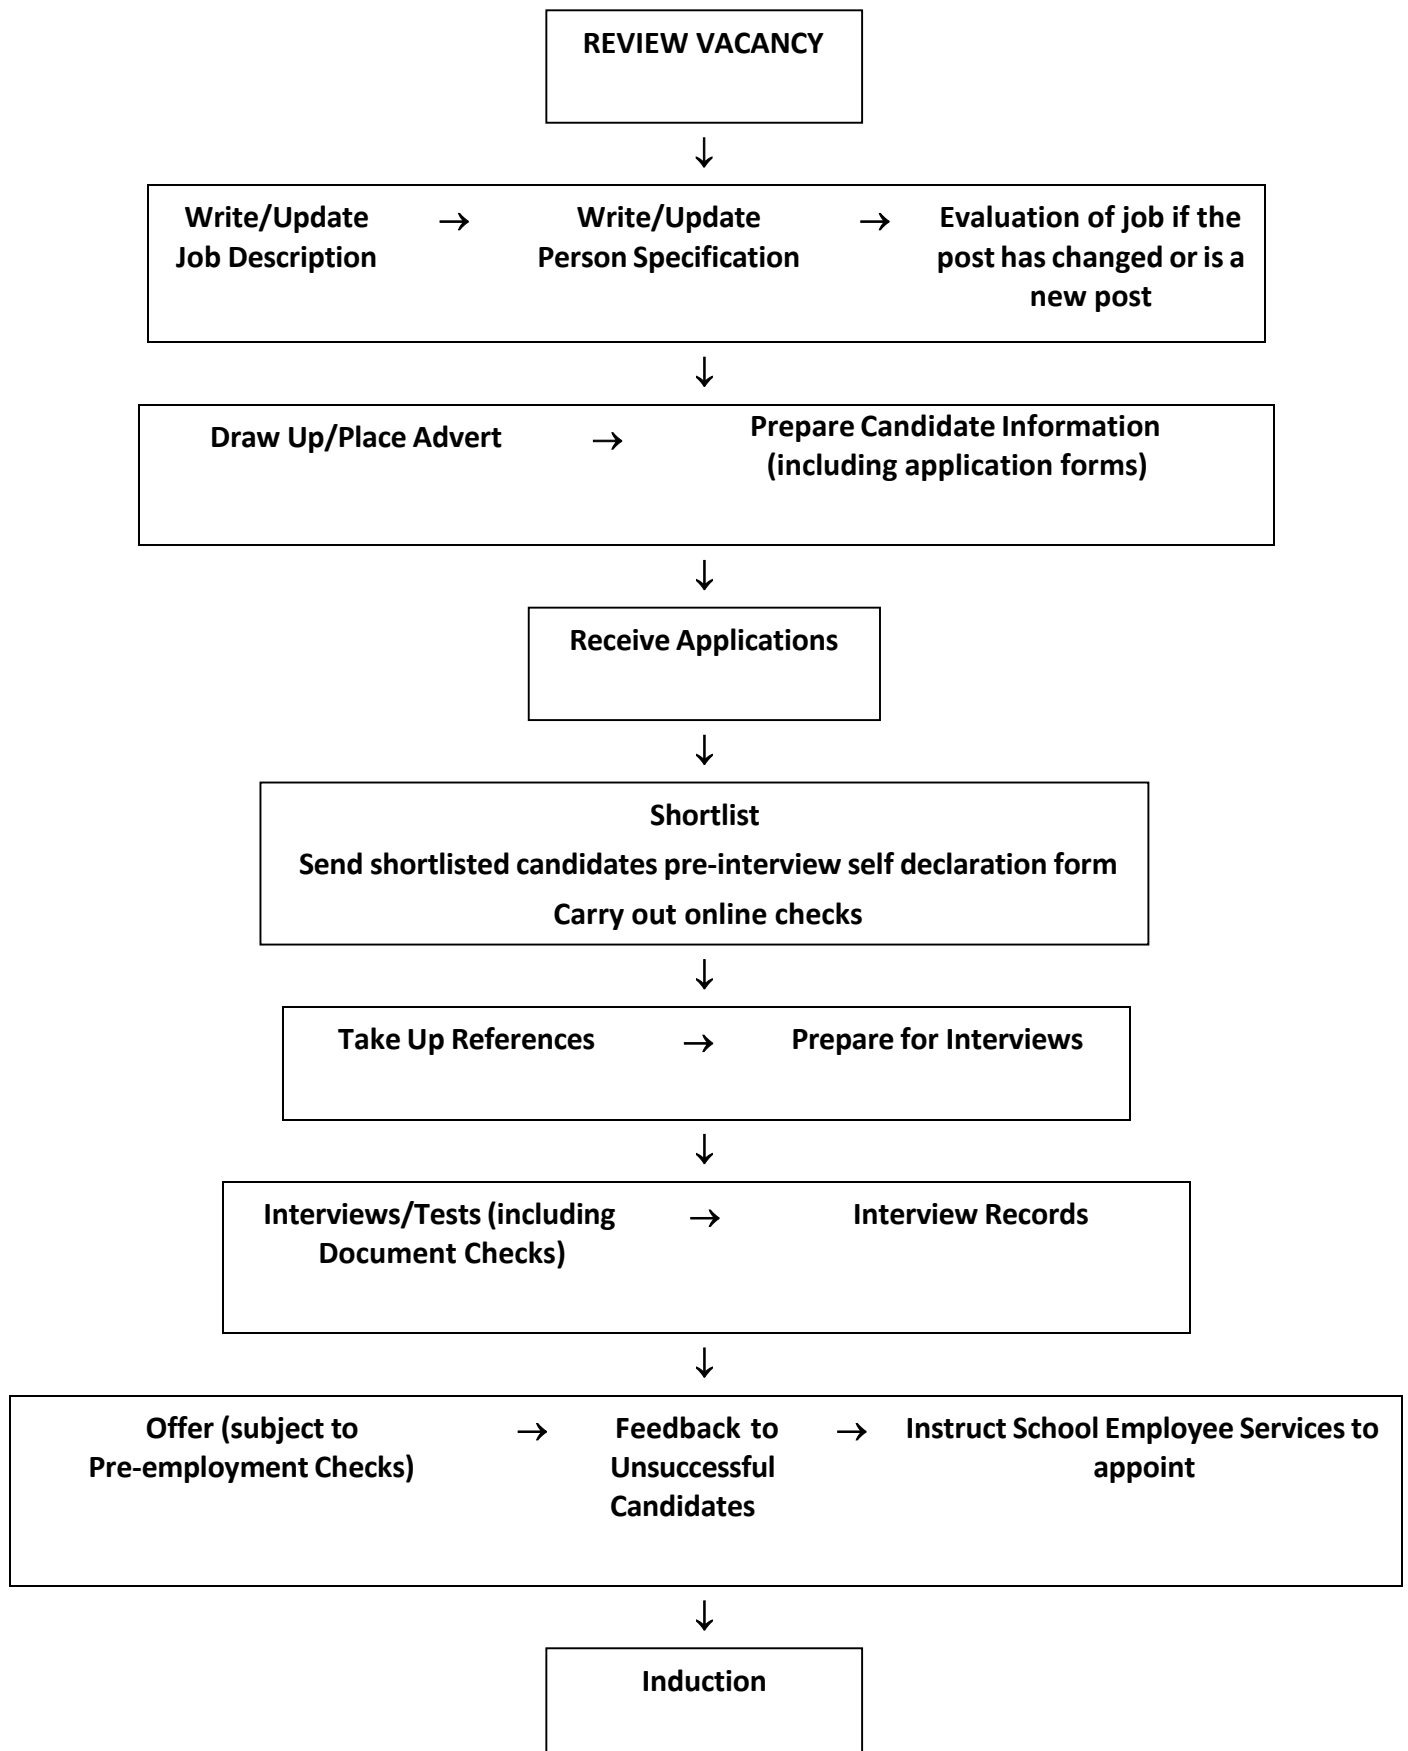 REVIEW VACANCY
↓
Write/Update → Write/Update → Evaluation of job if the
Job Description Person Specification post has changed or is a
new post
↓
Draw Up/Place Advert → Prepare Candidate Information
(including application forms)
↓
Receive Applications
↓
Shortlist
Send shortlisted candidates pre-interview self declaration form
Carry out online checks
↓
Take Up References → Prepare for Interviews
↓
Interviews/Tests (including → Interview Records
Document Checks)
↓
Offer (subject to → Feedback to → Instruct School Employee Services to
Pre-employment Checks) Unsuccessful appoint
Candidates
↓
Induction